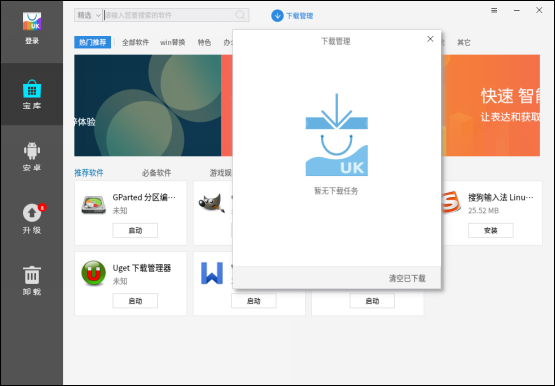 UK
登录
精选
请输入您要搜索的软件
下载管理
热门推荐
全部软件
win替换
特色
办公
其它
下载管理
宝库
体验
快速 智能
让表达和获取
安卓
UK
暂无下载任务
推荐软件
必备软件
游戏娱
GParted 分区编…
未知
启动
搜狗输入法 Linu…
25.52 MB
安装
8
升级
Uget 下载管理器
未知
启动
启动
启动
卸载
清空已下载